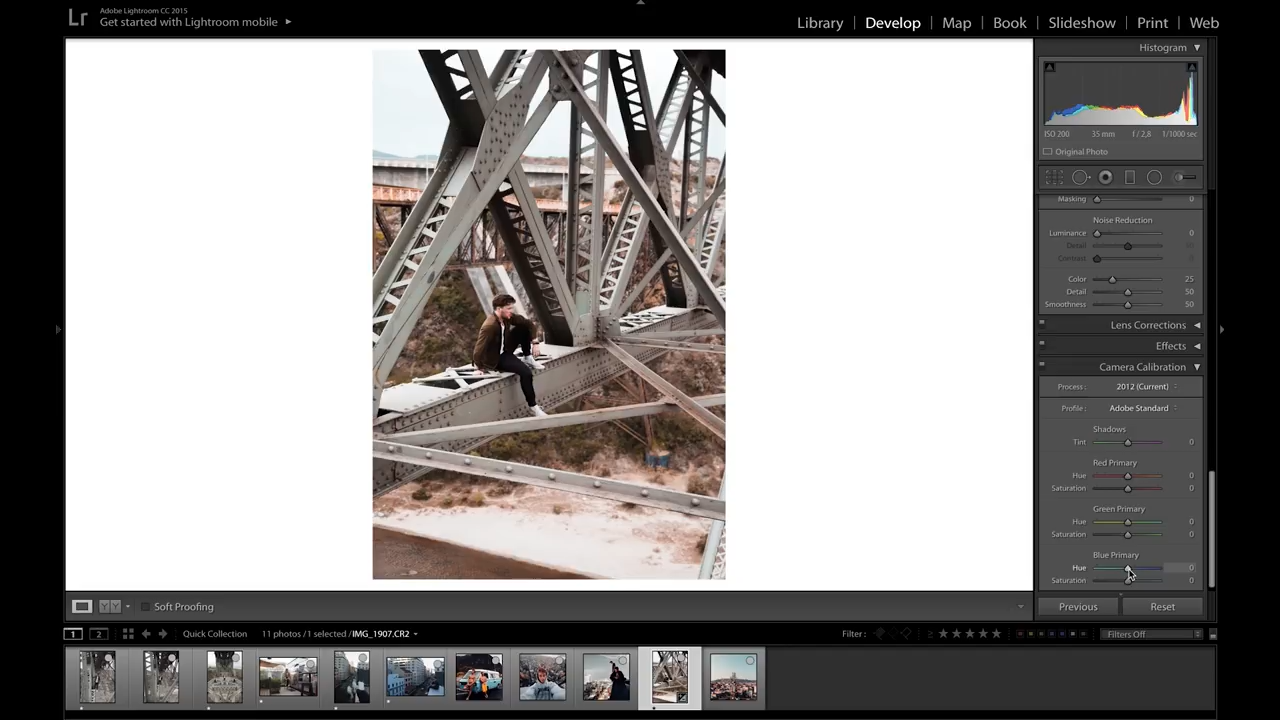 Lr
Adobe Lightroom CC 2015
Get started with Lightroom mobile
Library | Develop | Map | Book | Slideshow | Print | Web
Histogram
ISO 200 35 mm f / 2,8 1/1000 sec
Original Photo
Masking 0
Noise Reduction
Luminance 0
Detail
Contrast
Color 25
Detail 50
Smoothness 50
Lens Corrections
Effects
Camera Calibration
Process : 2012 (Current)
Profile : Adobe Standard
Shadows
Tint 0
Red Primary
Hue 0
Saturation 0
Green Primary
Hue 0
Saturation 0
Blue Primary
Hue 0
Saturation 0
Previous Reset
Y Y Soft Proofing
1 2 Quick Collection 11 photos / 1 selected / IMG_1907.CR2 Filter : Filters Off